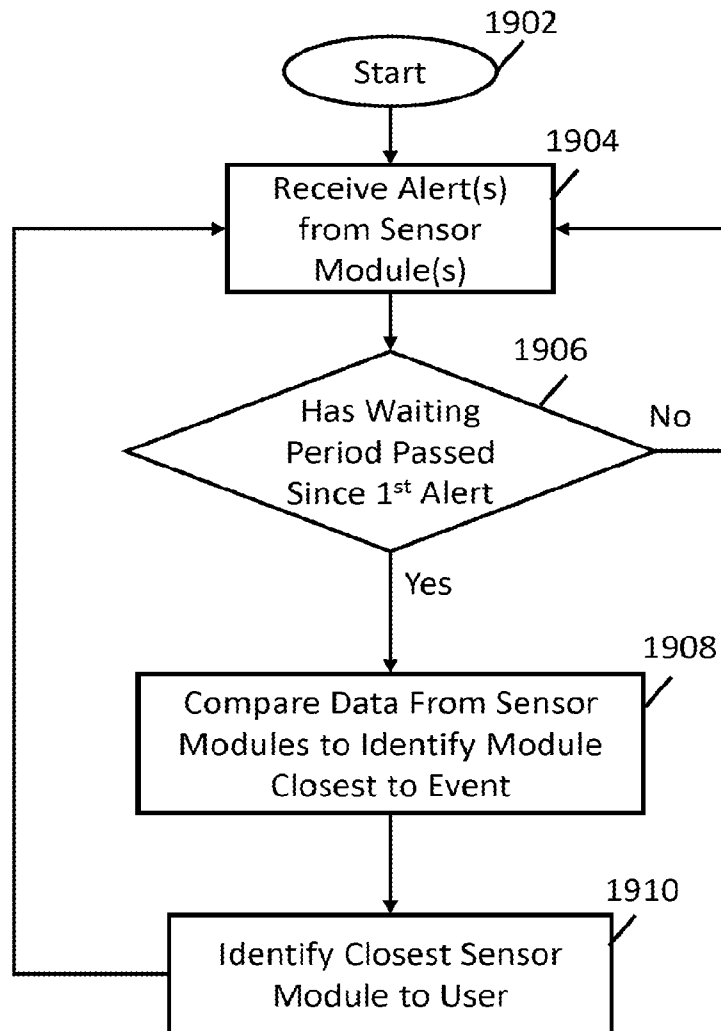 1902
Start
1904
Receive Alert(s)
from Sensor
Module(s)
1906
Has Waiting
Period Passed
Since 1st Alert
No
Yes
1908
Compare Data From Sensor
Modules to Identify Module
Closest to Event
1910
Identify Closest Sensor
Module to User